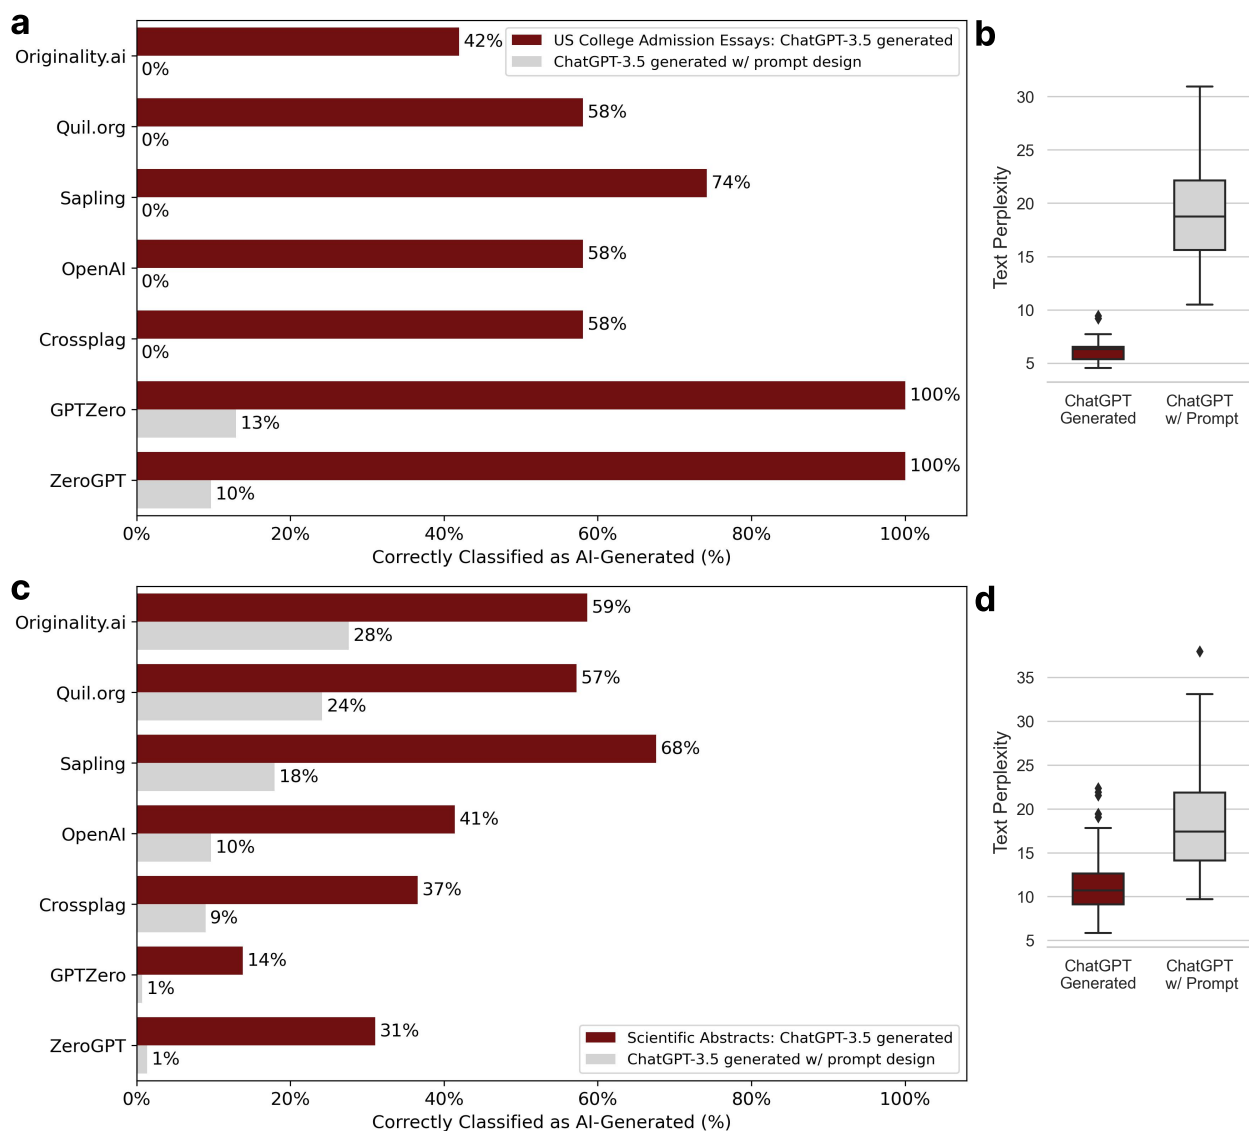 a
Originality.ai
42%
0%
US College Admission Essays: ChatGPT-3.5 generated
ChatGPT-3.5 generated w/ prompt design
Quil.org
58%
0%
Sapling
74%
0%
OpenAI
58%
0%
Crossplag
58%
0%
GPTZero
100%
13%
ZeroGPT
100%
10%
0% 20% 40% 60% 80% 100%
Correctly Classified as AI-Generated (%)
b
Text Perplexity
30
25
20
15
10
5
ChatGPT
Generated
ChatGPT
w/ Prompt
c
Originality.ai
59%
28%
Quil.org
57%
24%
Sapling
68%
18%
OpenAI
41%
10%
Crossplag
37%
9%
GPTZero
14%
1%
ZeroGPT
31%
1%
Scientific Abstracts: ChatGPT-3.5 generated
ChatGPT-3.5 generated w/ prompt design
0% 20% 40% 60% 80% 100%
Correctly Classified as AI-Generated (%)
d
Text Perplexity
35
30
25
20
15
10
5
ChatGPT
Generated
ChatGPT
w/ Prompt